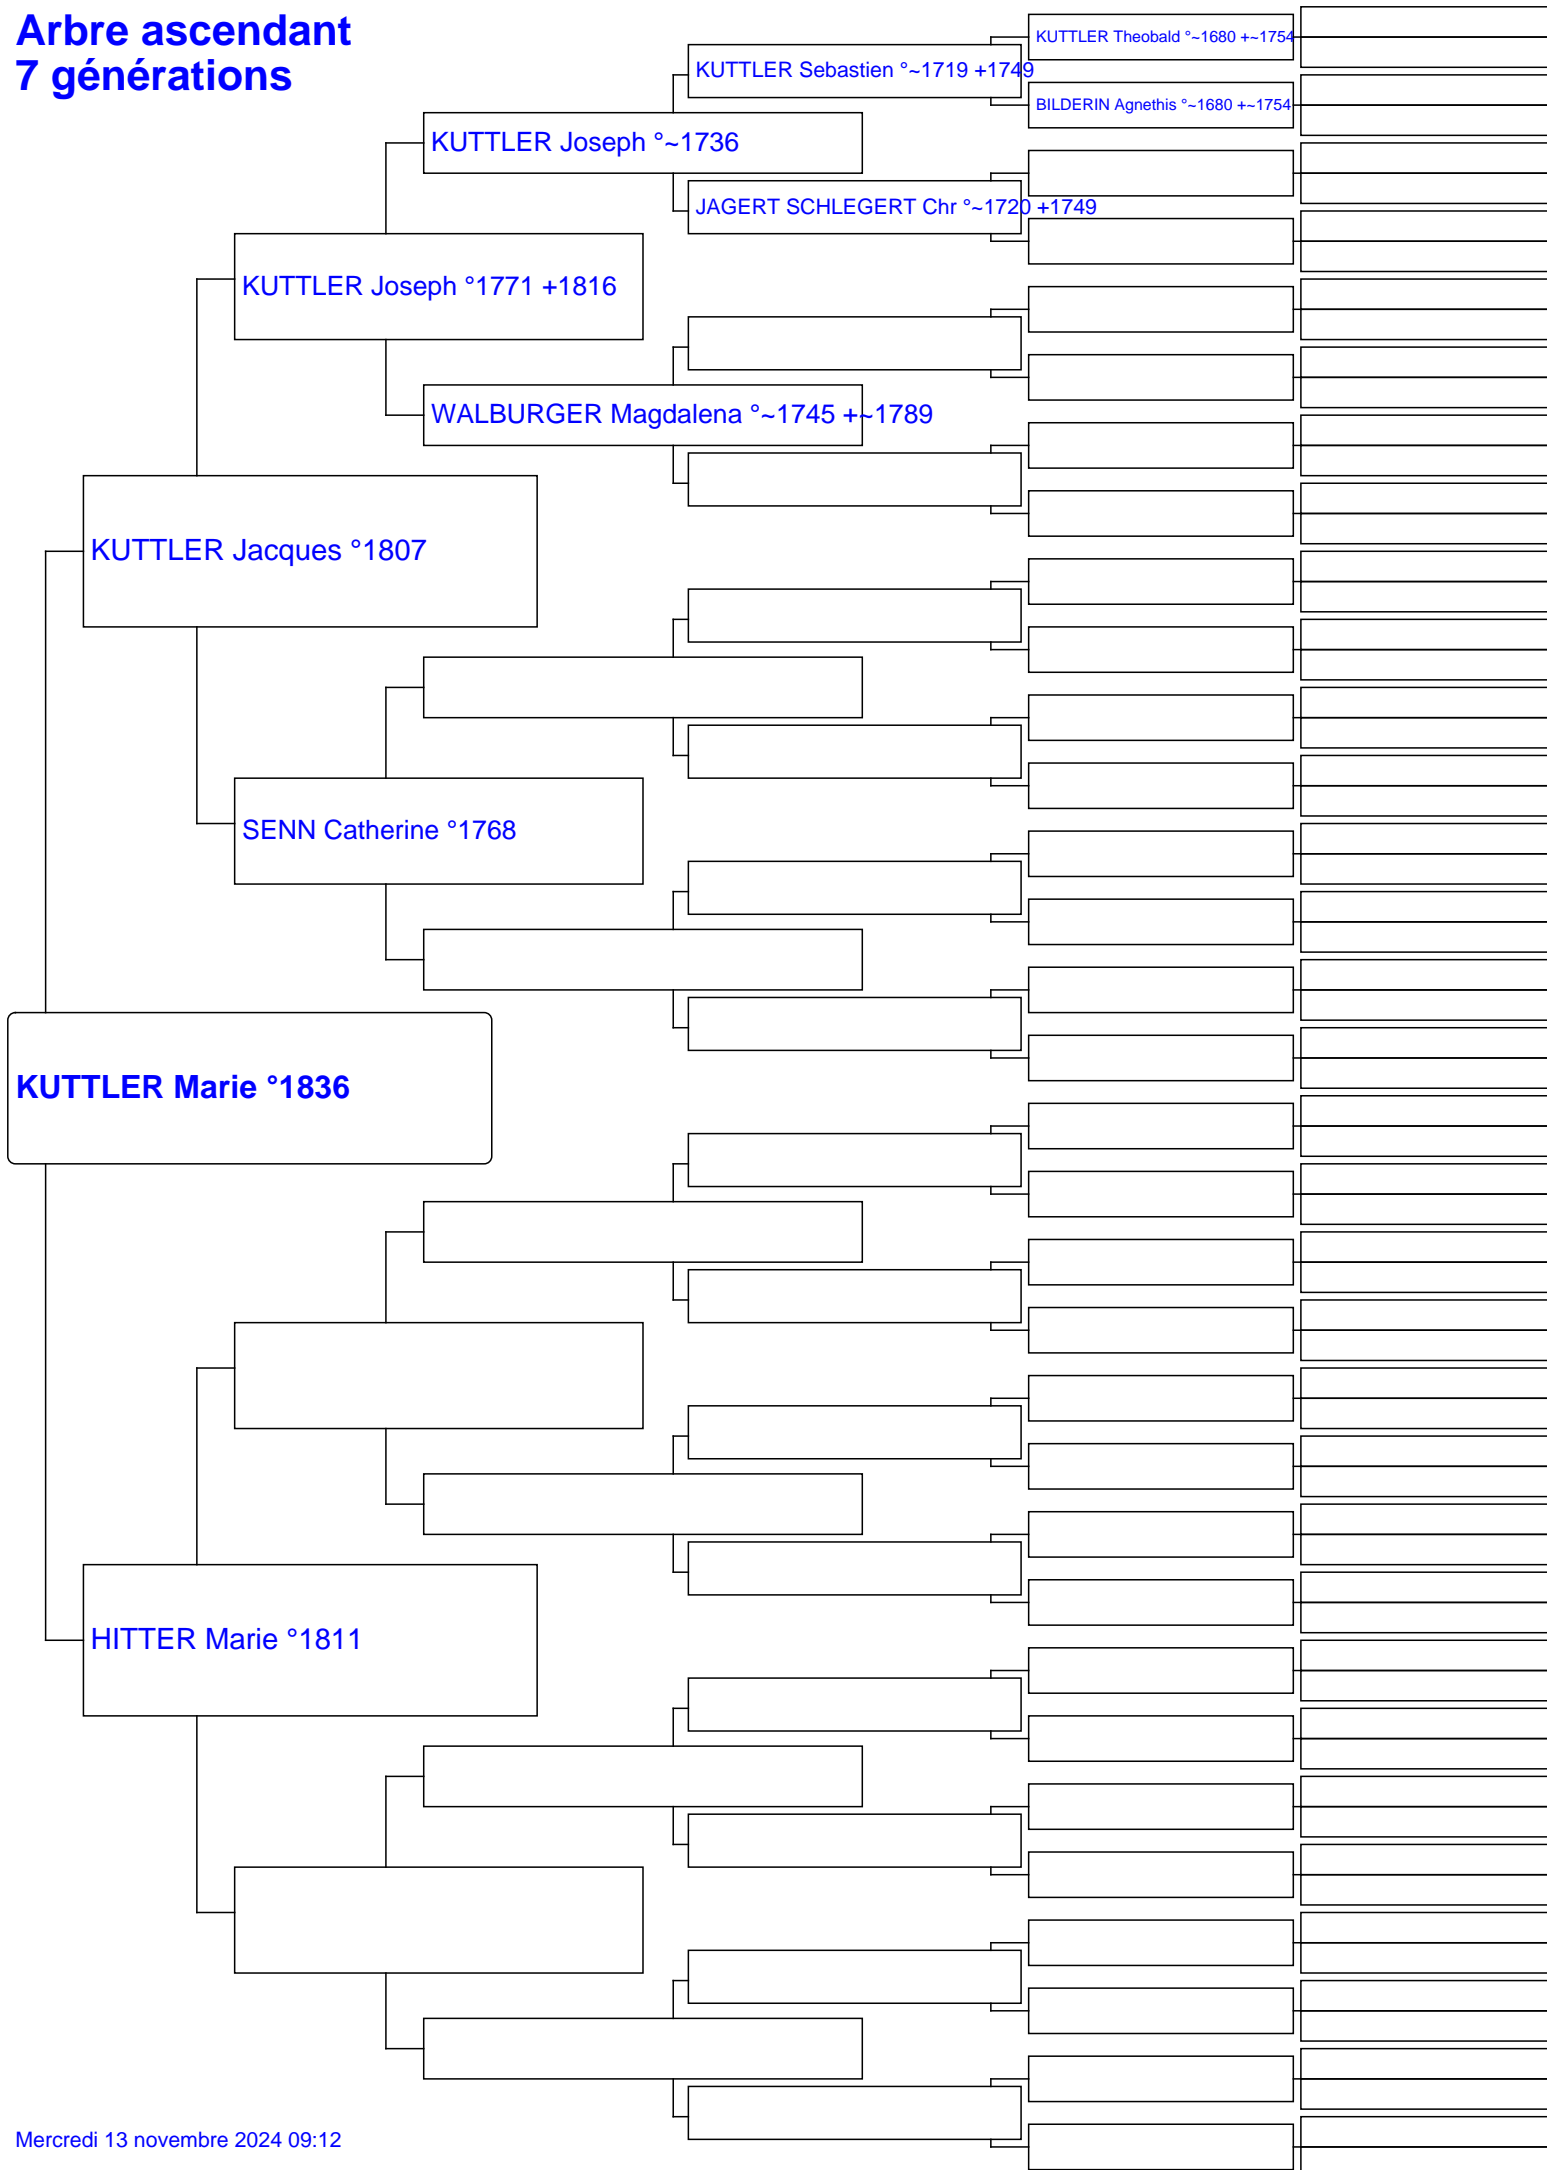 Arbre ascendant
7 générations
KUTTLER Theobald °~1680 +~1754
KUTTLER Sebastien °~1719 +1749
BILDERIN Agnethis °~1680 +~1754
KUTTLER Joseph °~1736
JAGERT SCHLEGERT Chr °~1720 +1749
KUTTLER Joseph °1771 +1816
WALBURGER Magdalena °~1745 +~1789
KUTTLER Jacques °1807
SENN Catherine °1768
KUTTLER Marie °1836
HITTER Marie °1811
Mercredi 13 novembre 2024 09:12